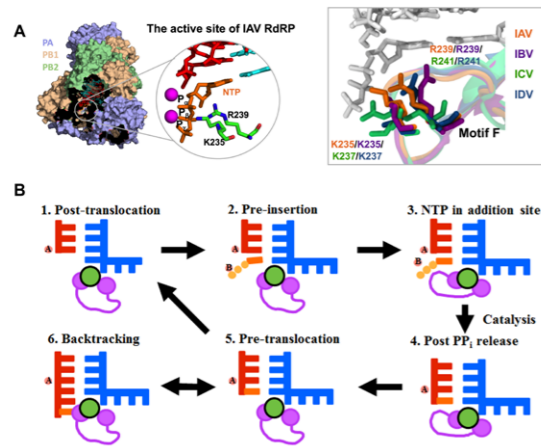 A
PA
PB1
PB2
The active site of IAV RdRP
NTP
R239
K235
R239/R239/
R241/R241
IAV
IBV
ICV
IDV
K235/K235/
K237/K237
Motif F
B
1. Post-translocation
2. Pre-insertion
3. NTP in addition site
A
A
B
A
B
Catalysis
6. Backtracking
5. Pre-translocation
4. Post PPi release
A
A
A